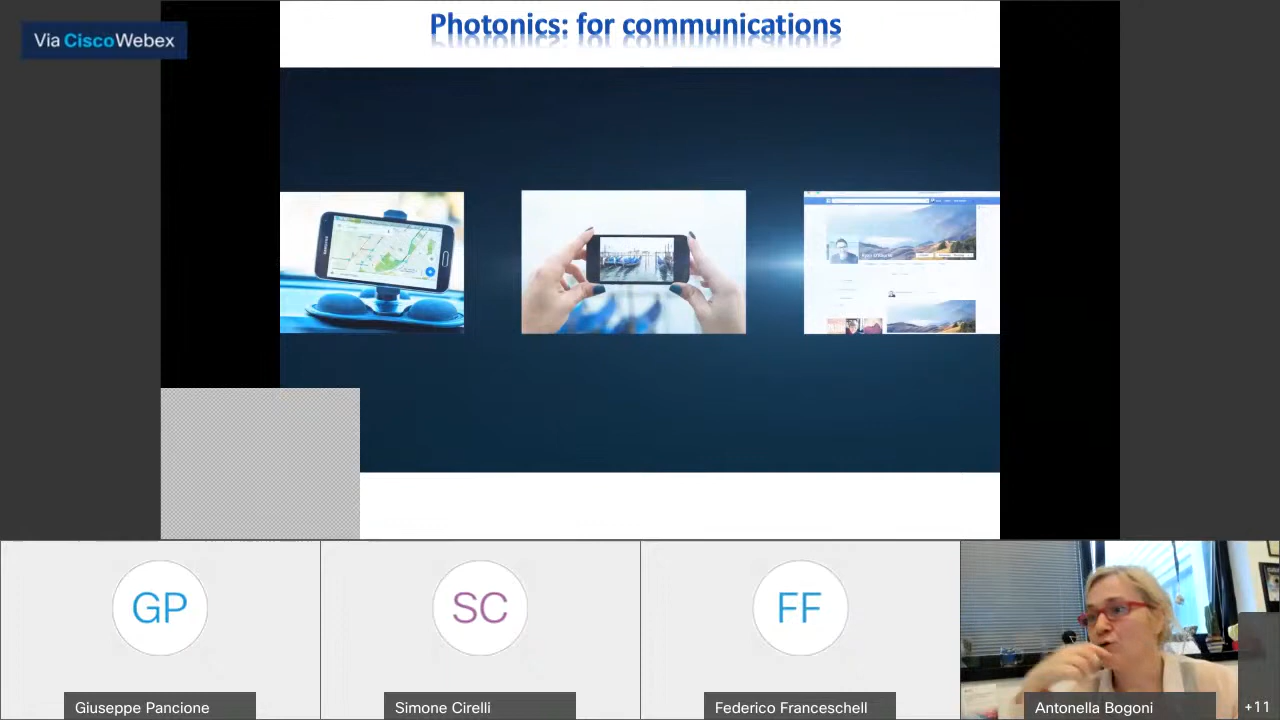 Photonics: for communications
Via CiscoWebex
GP
SC
FF
Giuseppe Pancione
Simone Cirelli
Federico Franceschell
Antonella Bogoni
+11